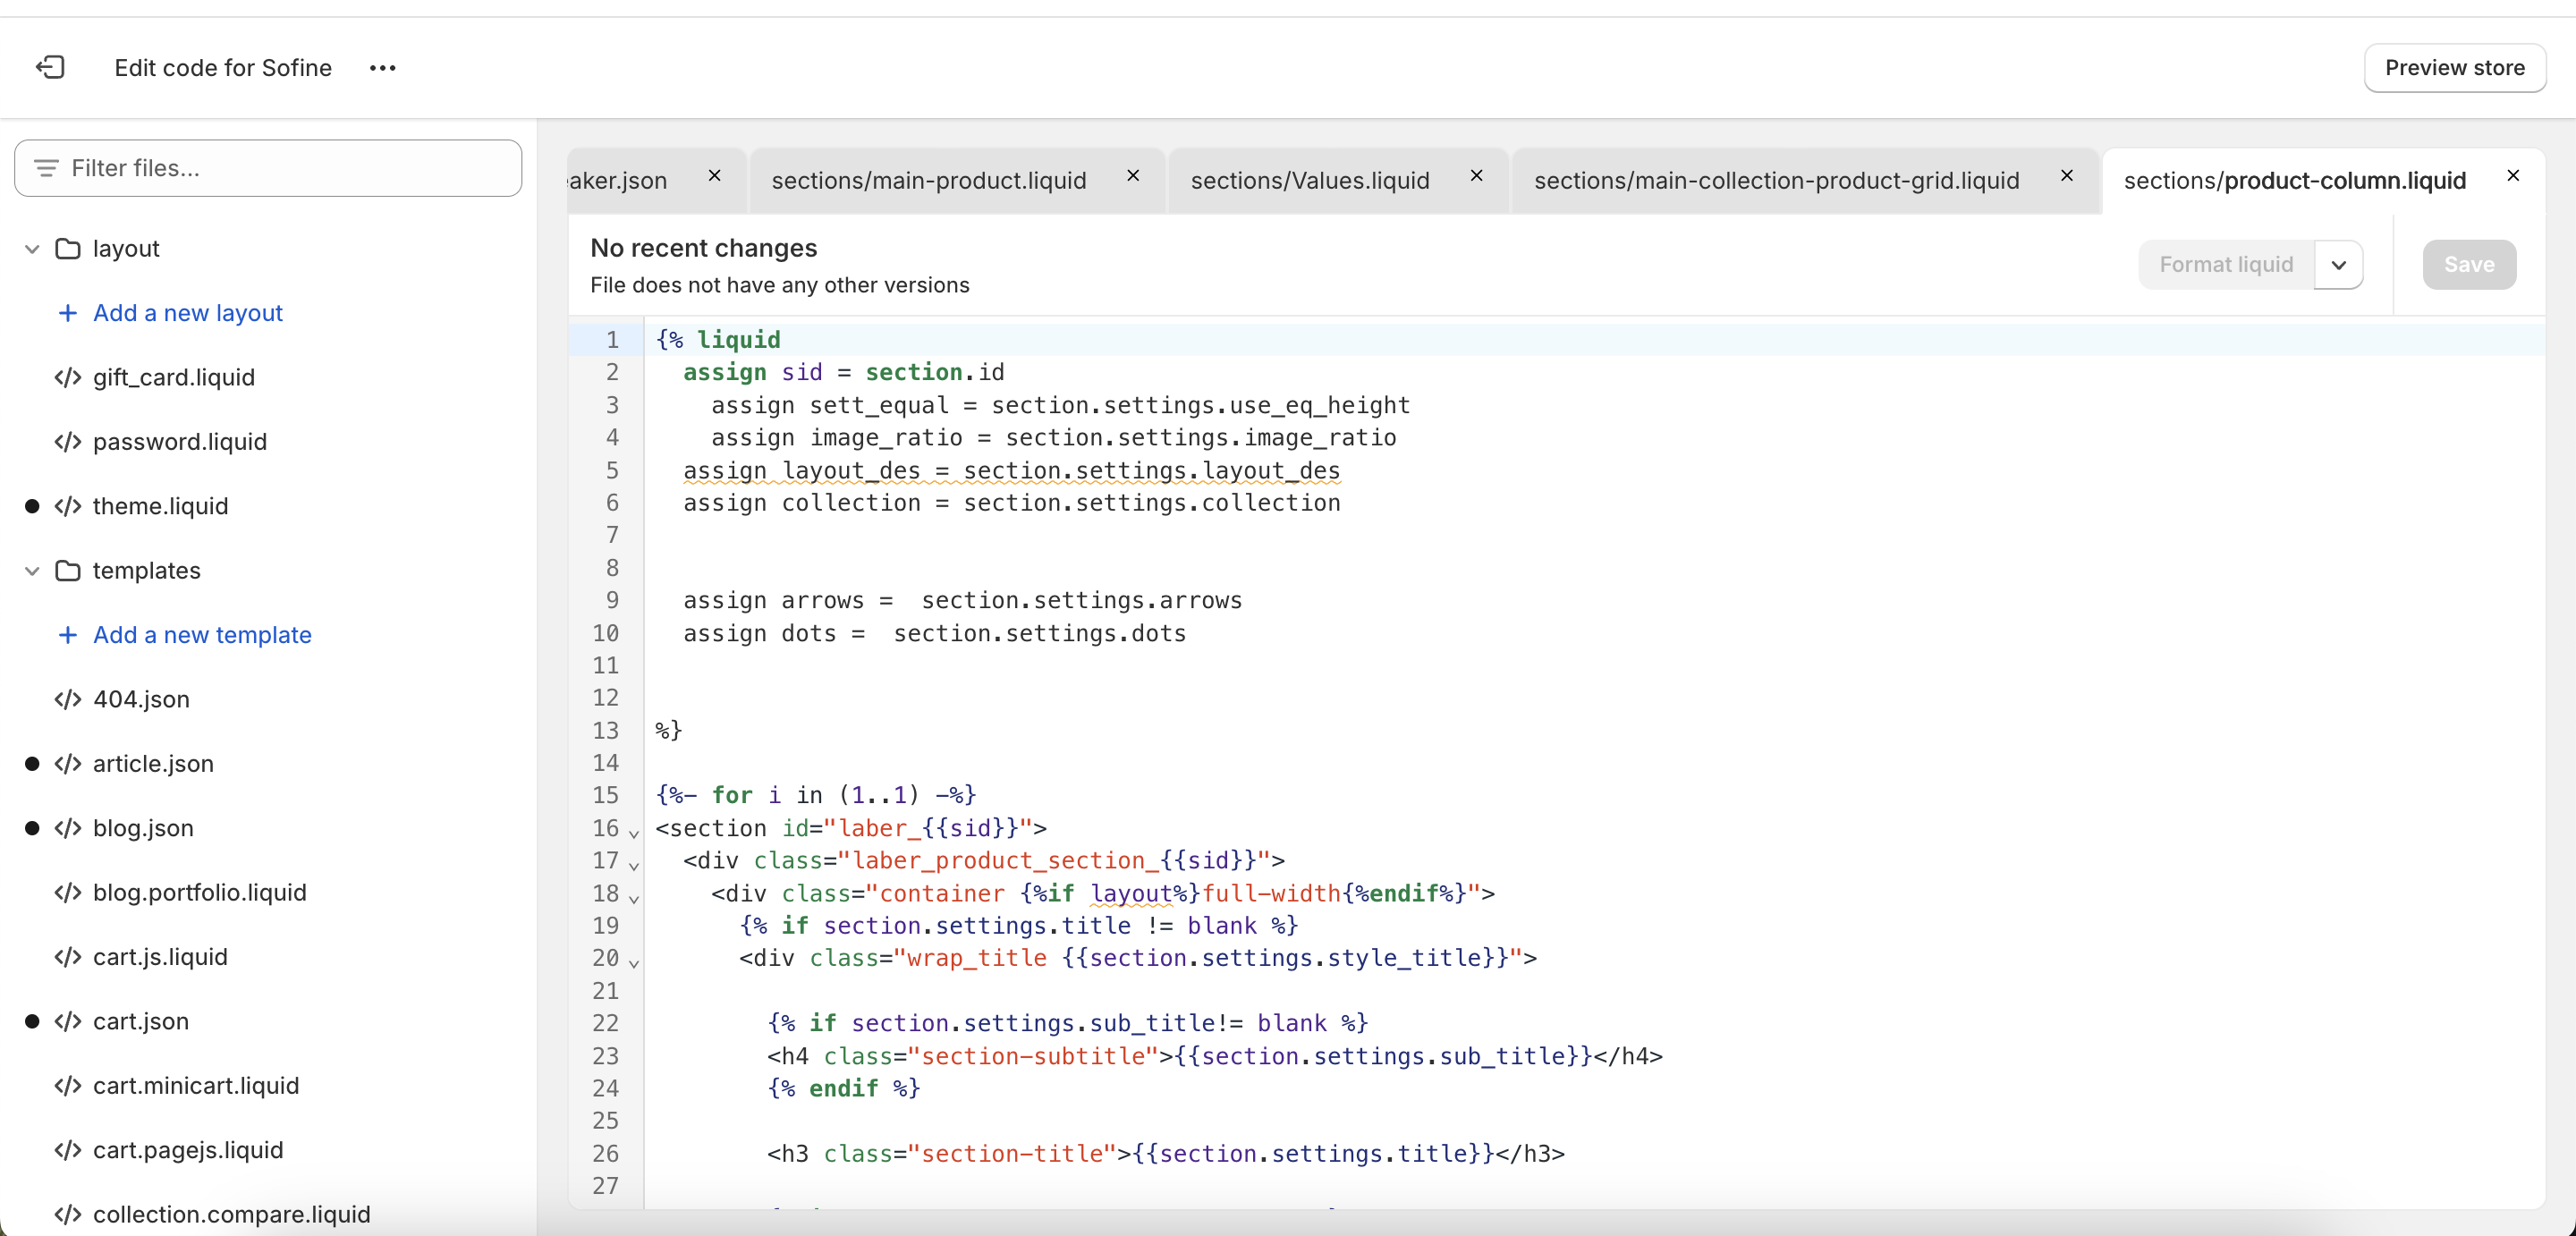 Edit code for Sofine
Preview store
Filter files...
layout
Add a new layout
gift_card.liquid
password.liquid
theme.liquid
templates
Add a new template
404.json
article.json
blog.json
blog.portfolio.liquid
cart.js.liquid
cart.json
cart.minicart.liquid
cart.pagejs.liquid
collection.compare.liquid
aker.json
sections/main-product.liquid
sections/Values.liquid
sections/main-collection-product-grid.liquid
sections/product-column.liquid
No recent changes
File does not have any other versions
Format liquid
Save
1 {% liquid
2   assign sid = section.id
3     assign sett_equal = section.settings.use_eq_height
4     assign image_ratio = section.settings.image_ratio
5   assign layout_des = section.settings.layout_des
6   assign collection = section.settings.collection
7
8
9   assign arrows =  section.settings.arrows
10   assign dots =  section.settings.dots
11
12
13 %}
14
15 {%- for i in (1..1) -%}
16 <section id="laber_{{sid}}">
17   <div class="laber_product_section_{{sid}}">
18     <div class="container {%if layout%}full-width{%endif%}">
19       {% if section.settings.title != blank %}
20       <div class="wrap_title {{section.settings.style_title}}">
21
22         {% if section.settings.sub_title!= blank %}
23         <h4 class="section-subtitle">{{section.settings.sub_title}}</h4>
24         {% endif %}
25
26         <h3 class="section-title">{{section.settings.title}}</h3>
27